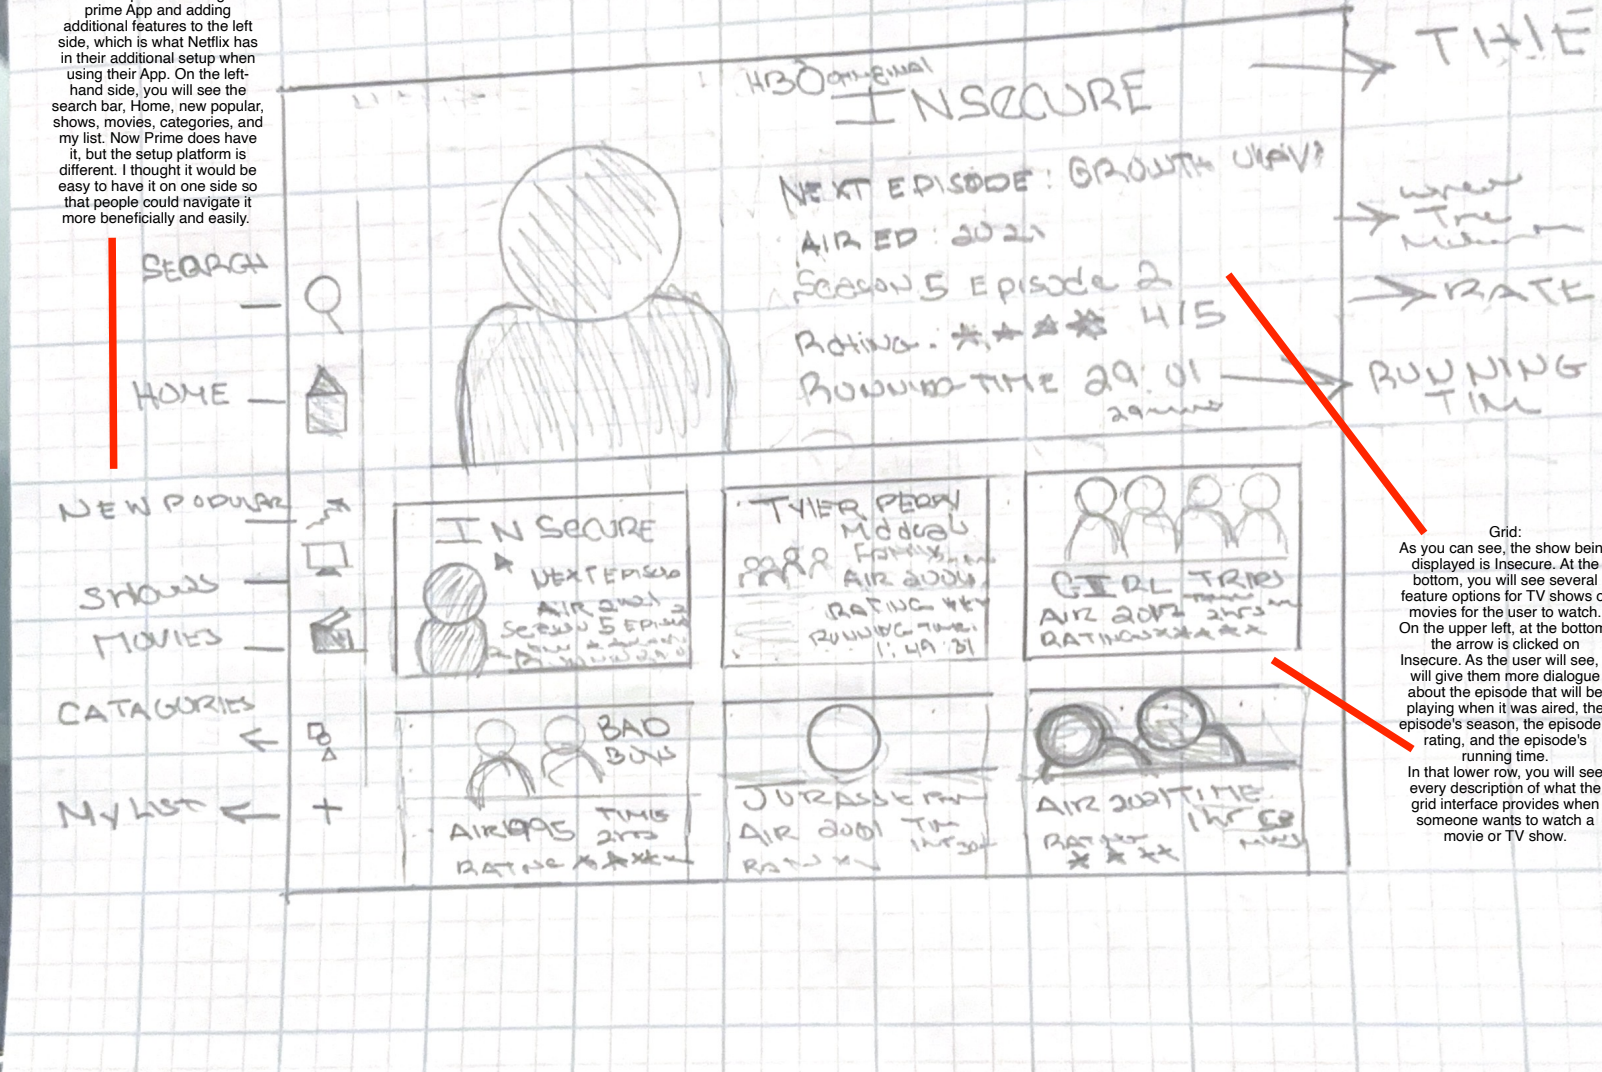 prime App and adding
additional features to the left
side, which is what Netflix has
in their additional setup when
using their App. On the left-
hand side, you will see the
search bar, Home, new popular,
shows, movies, categories, and
my list. Now Prime does have
it, but the setup platform is
different. I thought it would be
easy to have it on one side so
that people could navigate it
more beneficially and easily.
SEARCH
HOME
NEW POPULAR
SHOWS
MOVIES
CATAGORIES
My LIST
HBO ORIGINAL
INSECURE
NEXT EPISODE: GROWTH
AIRED: 2021
SEASON 5 Episode 2
Rating: 4/5
RUNNING TIME 29:01
RATE
RUNNING
INSECURE
NEXT EPISODE
AIR 2021
SEASON 5 EPISODE
TYLER PERRY
AIR
RATING
RUNNING TIME:
1:49:31
GIRL TRIPS
AIR 2017
RATING
BAD
BOYS
AIR 1995 TIME
RATING
AIR 2001
AIR 2021 TIME
Grid:
As you can see, the show bein
displayed is Insecure. At the
bottom, you will see several
feature options for TV shows o
movies for the user to watch.
On the upper left, at the bottom
the arrow is clicked on
Insecure. As the user will see,
will give them more dialogue
about the episode that will be
playing when it was aired, the
episode's season, the episode
rating, and the episode's
running time.
In that lower row, you will see
every description of what the
grid interface provides when
someone wants to watch a
movie or TV show.